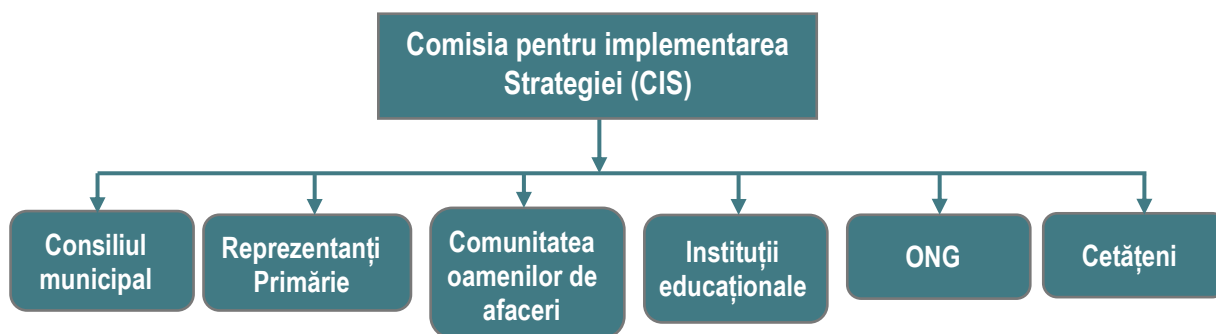 Comisia pentru implementarea
Strategiei (CIS)
Consiliul
municipal
Reprezentanți
Primărie
Comunitatea
oamenilor de
afaceri
Instituții
educaționale
ONG
Cetățeni